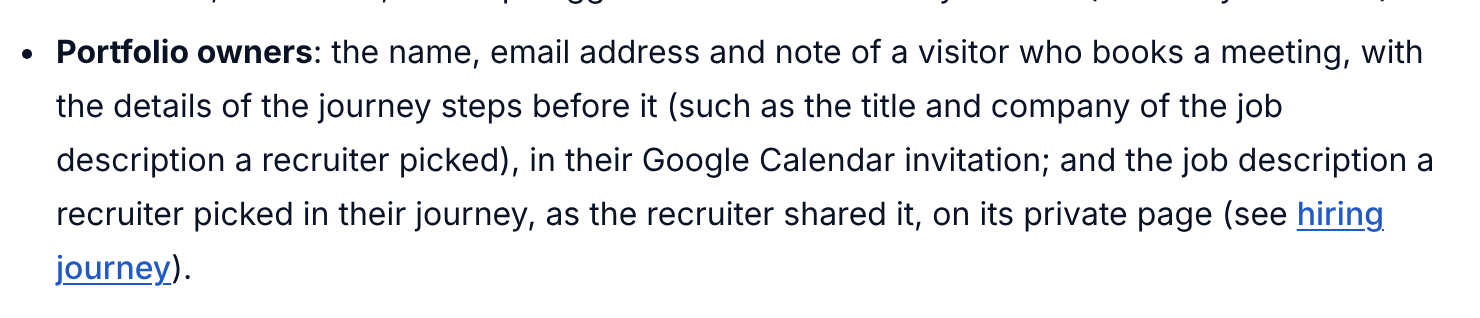 • Portfolio owners: the name, email address and note of a visitor who books a meeting, with
the details of the journey steps before it (such as the title and company of the job
description a recruiter picked), in their Google Calendar invitation; and the job description a
recruiter picked in their journey, as the recruiter shared it, on its private page (see hiring
journey).